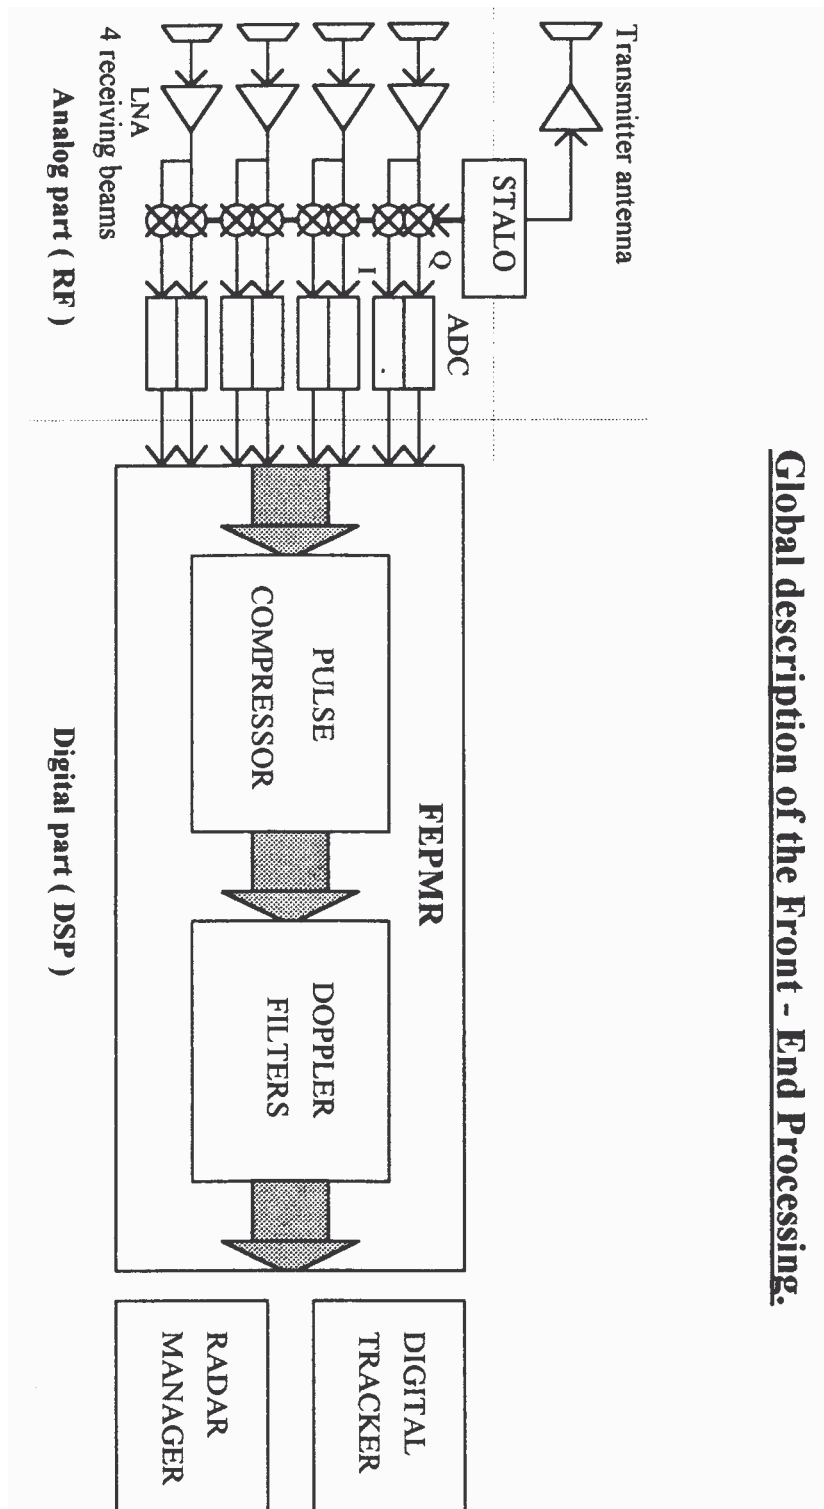 Global description of the Front - End Processing.
Transmitter antenna
STALO
Q
I
ADC
LNA
4 receiving beams
Analog part ( RF )
FEPMR
PULSE
COMPRESSOR
DOPPLER
FILTERS
Digital part ( DSP )
DIGITAL
TRACKER
RADAR
MANAGER